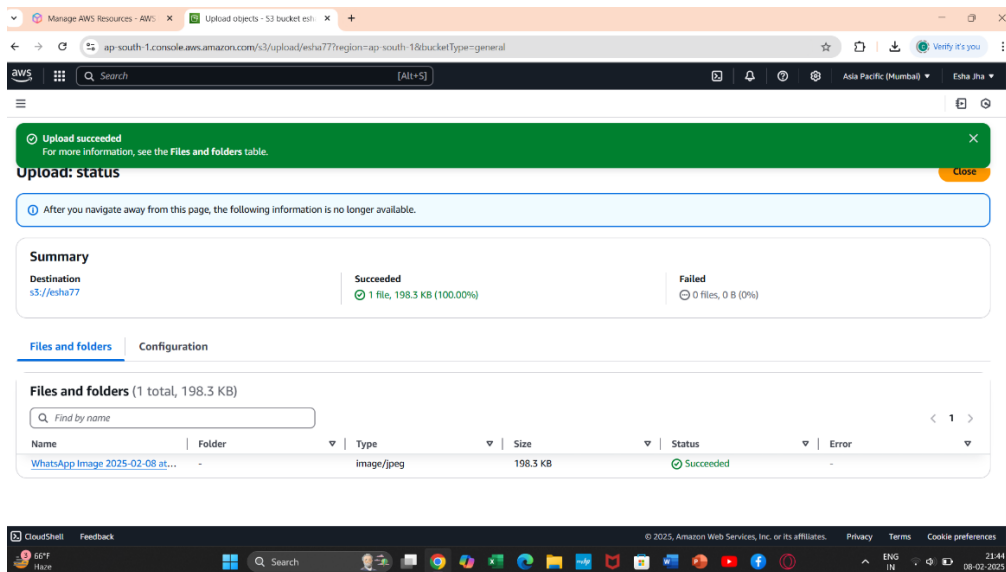 Manage AWS Resources - AWS
Upload objects - S3 bucket esh
ap-south-1.console.aws.amazon.com/s3/upload/esha77?region=ap-south-1&bucketType=general
Verify it's you
aws
Search
[Alt+S]
Asia Pacific (Mumbai)
Esha Jha
Upload succeeded
For more information, see the Files and folders table.
Upload: status
Close
After you navigate away from this page, the following information is no longer available.
Summary
Destination
Succeeded
Failed
s3://esha77
1 file, 198.3 KB (100.00%)
0 files, 0 B (0%)
Files and folders
Configuration
Files and folders (1 total, 198.3 KB)
Find by name
1
Name
Folder
Type
Size
Status
Error
WhatsApp Image 2025-02-08 at...
-
image/jpeg
198.3 KB
Succeeded
-
CloudShell
Feedback
© 2025, Amazon Web Services, Inc. or its affiliates.
Privacy
Terms
Cookie preferences
3
66°F
Haze
Search
ENG
IN
21:44
08-02-2025